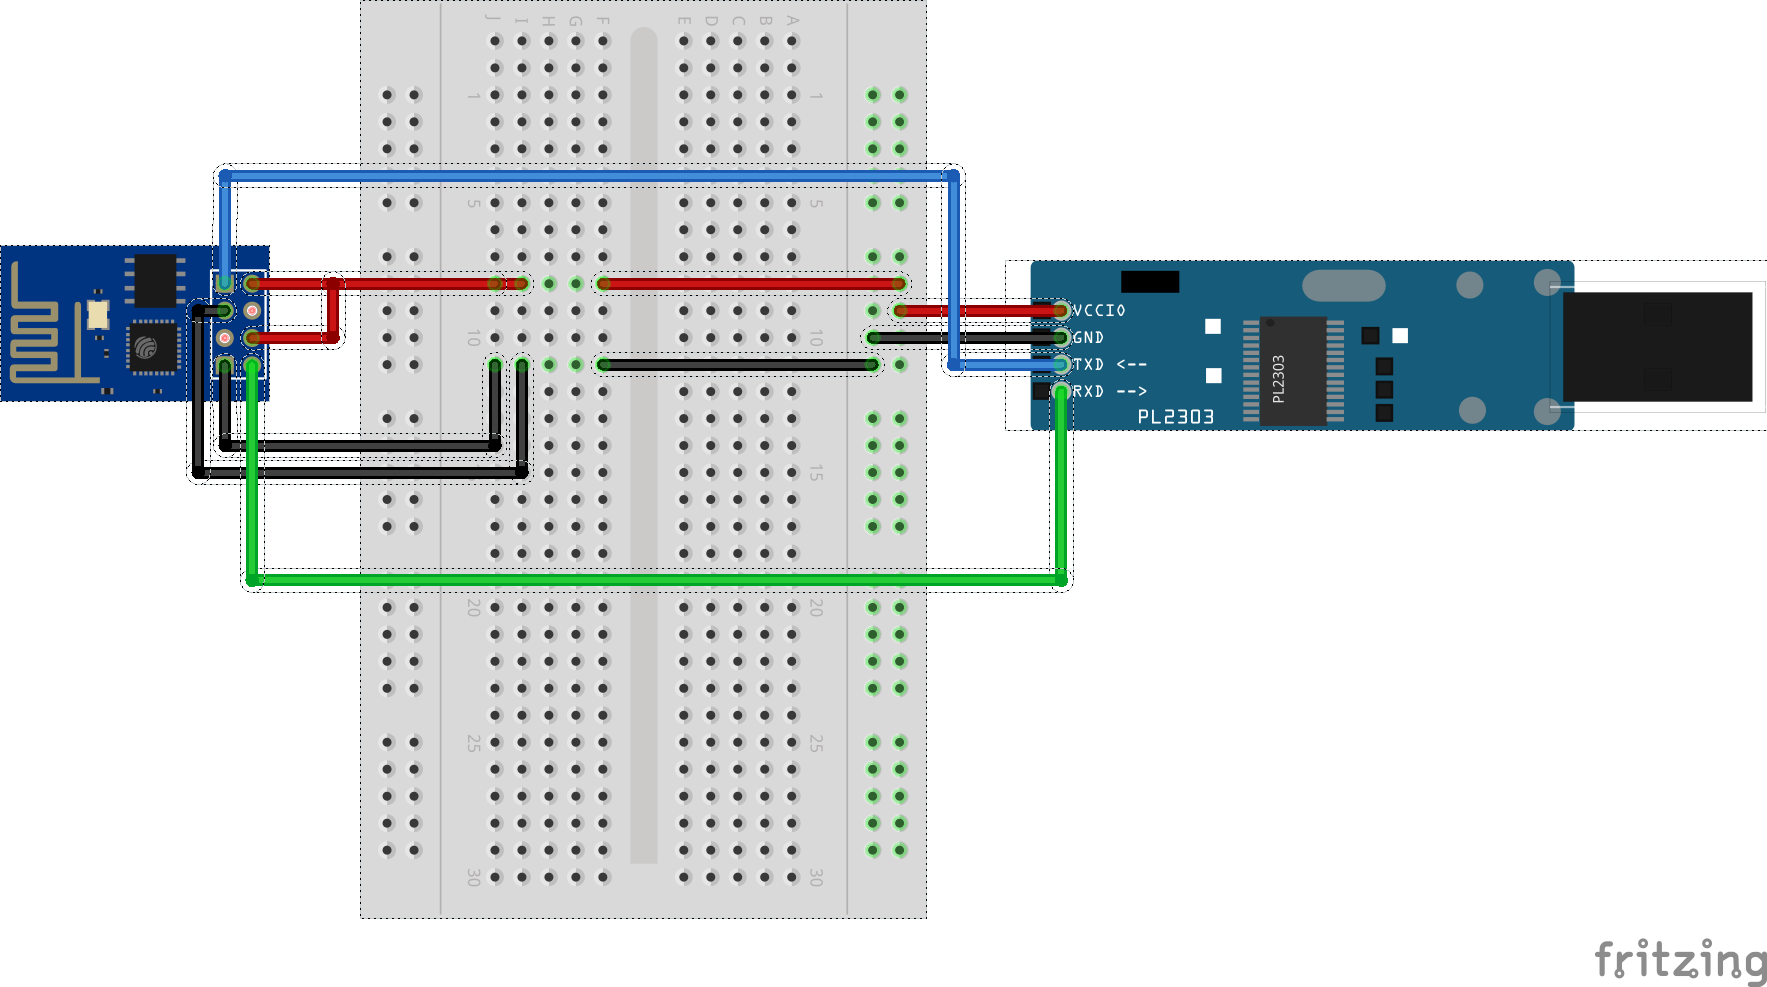 J I H G F E D C B A
1 1
5 5
10 10
15
20 20
25 25
30 30
VCCIO
GND
TXD <--
RXD -->
PL2303
PL2303
fritzing